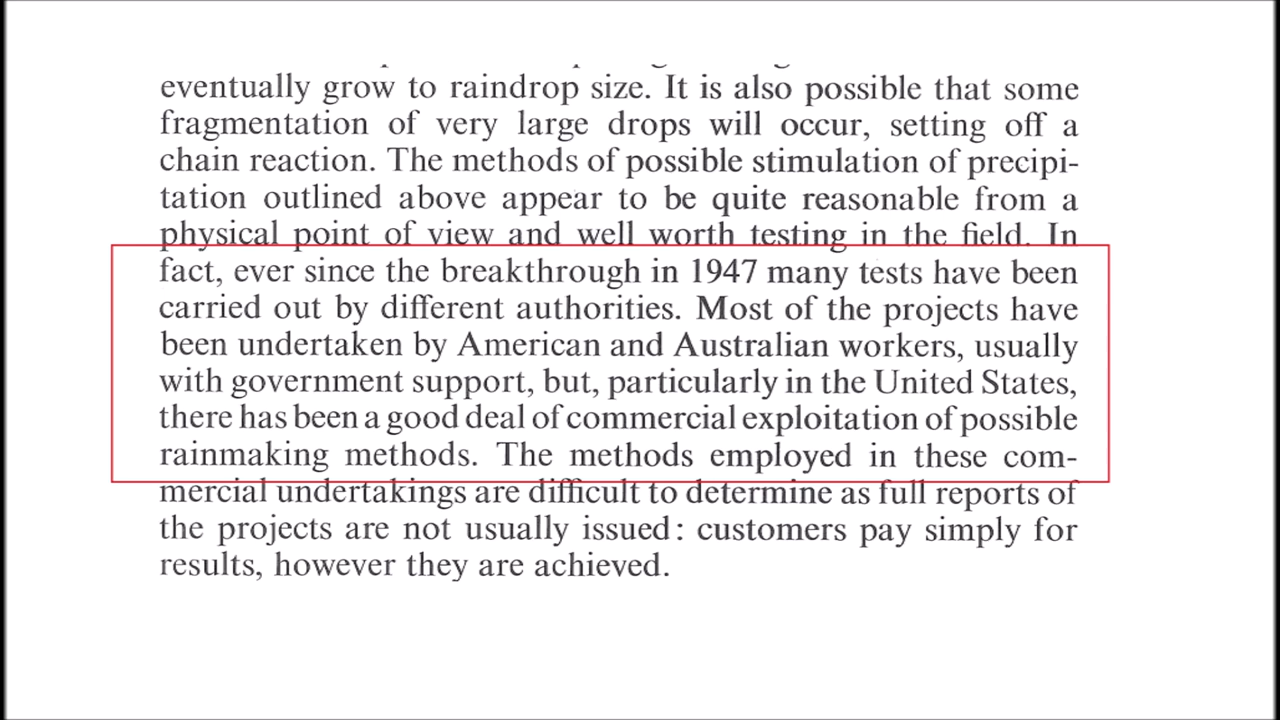 eventually grow to raindrop size. It is also possible that some
fragmentation of very large drops will occur, setting off a
chain reaction. The methods of possible stimulation of precipi-
tation outlined above appear to be quite reasonable from a
physical point of view and well worth testing in the field. In
fact, ever since the breakthrough in 1947 many tests have been
carried out by different authorities. Most of the projects have
been undertaken by American and Australian workers, usually
with government support, but, particularly in the United States,
there has been a good deal of commercial exploitation of possible
rainmaking methods. The methods employed in these com-
mercial undertakings are difficult to determine as full reports of
the projects are not usually issued: customers pay simply for
results, however they are achieved.